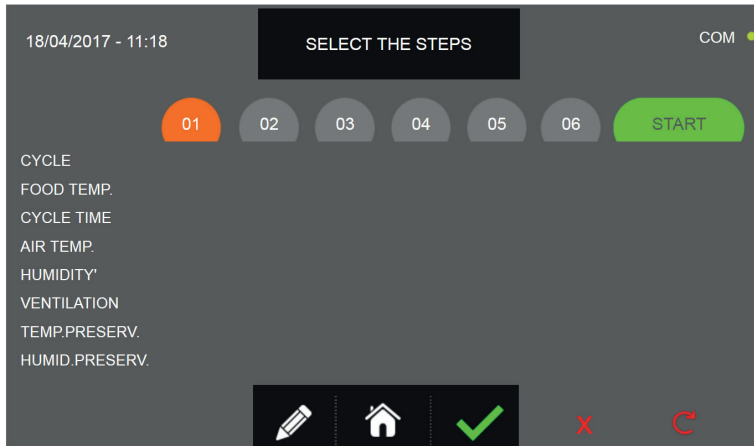 18/04/2017 - 11:18 SELECT THE STEPS COM
01 02 03 04 05 06 START
CYCLE
FOOD TEMP.
CYCLE TIME
AIR TEMP.
HUMIDITY'
VENTILATION
TEMP.PRESERV.
HUMID.PRESERV.
X